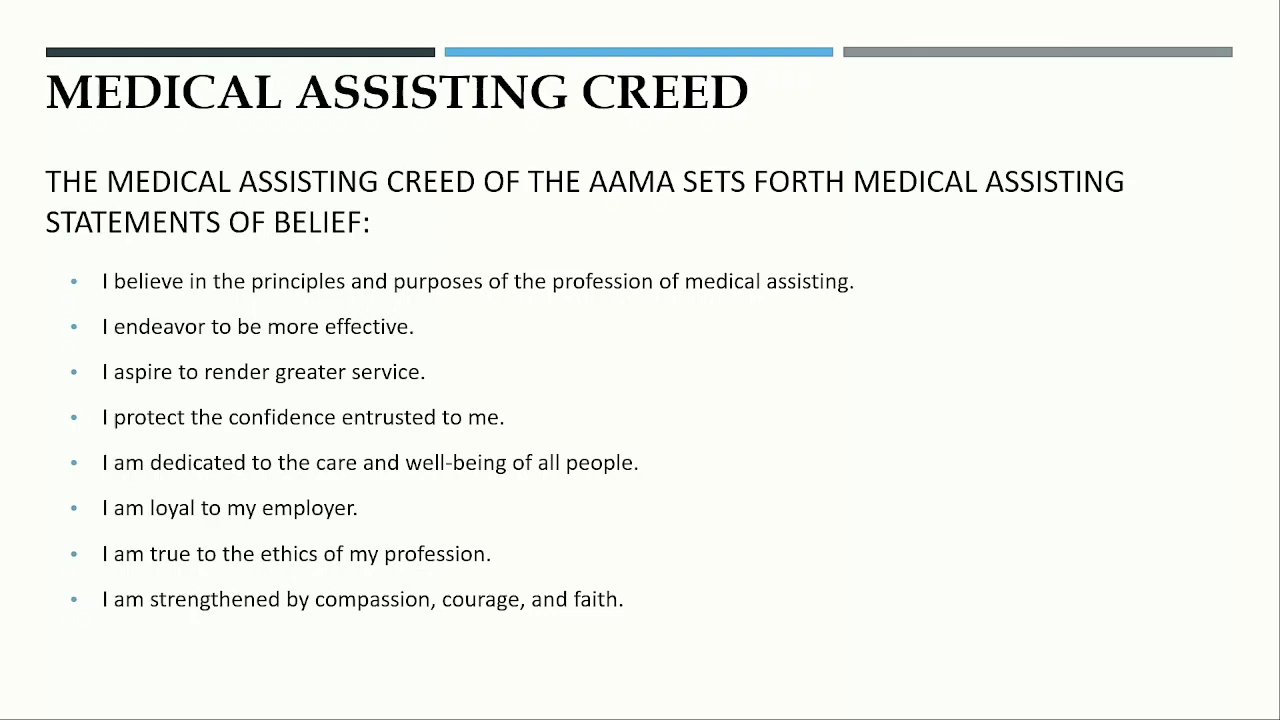 MEDICAL ASSISTING CREED
THE MEDICAL ASSISTING CREED OF THE AAMA SETS FORTH MEDICAL ASSISTING
STATEMENTS OF BELIEF:
• I believe in the principles and purposes of the profession of medical assisting.
• I endeavor to be more effective.
• I aspire to render greater service.
• I protect the confidence entrusted to me.
• I am dedicated to the care and well-being of all people.
• I am loyal to my employer.
• I am true to the ethics of my profession.
• I am strengthened by compassion, courage, and faith.